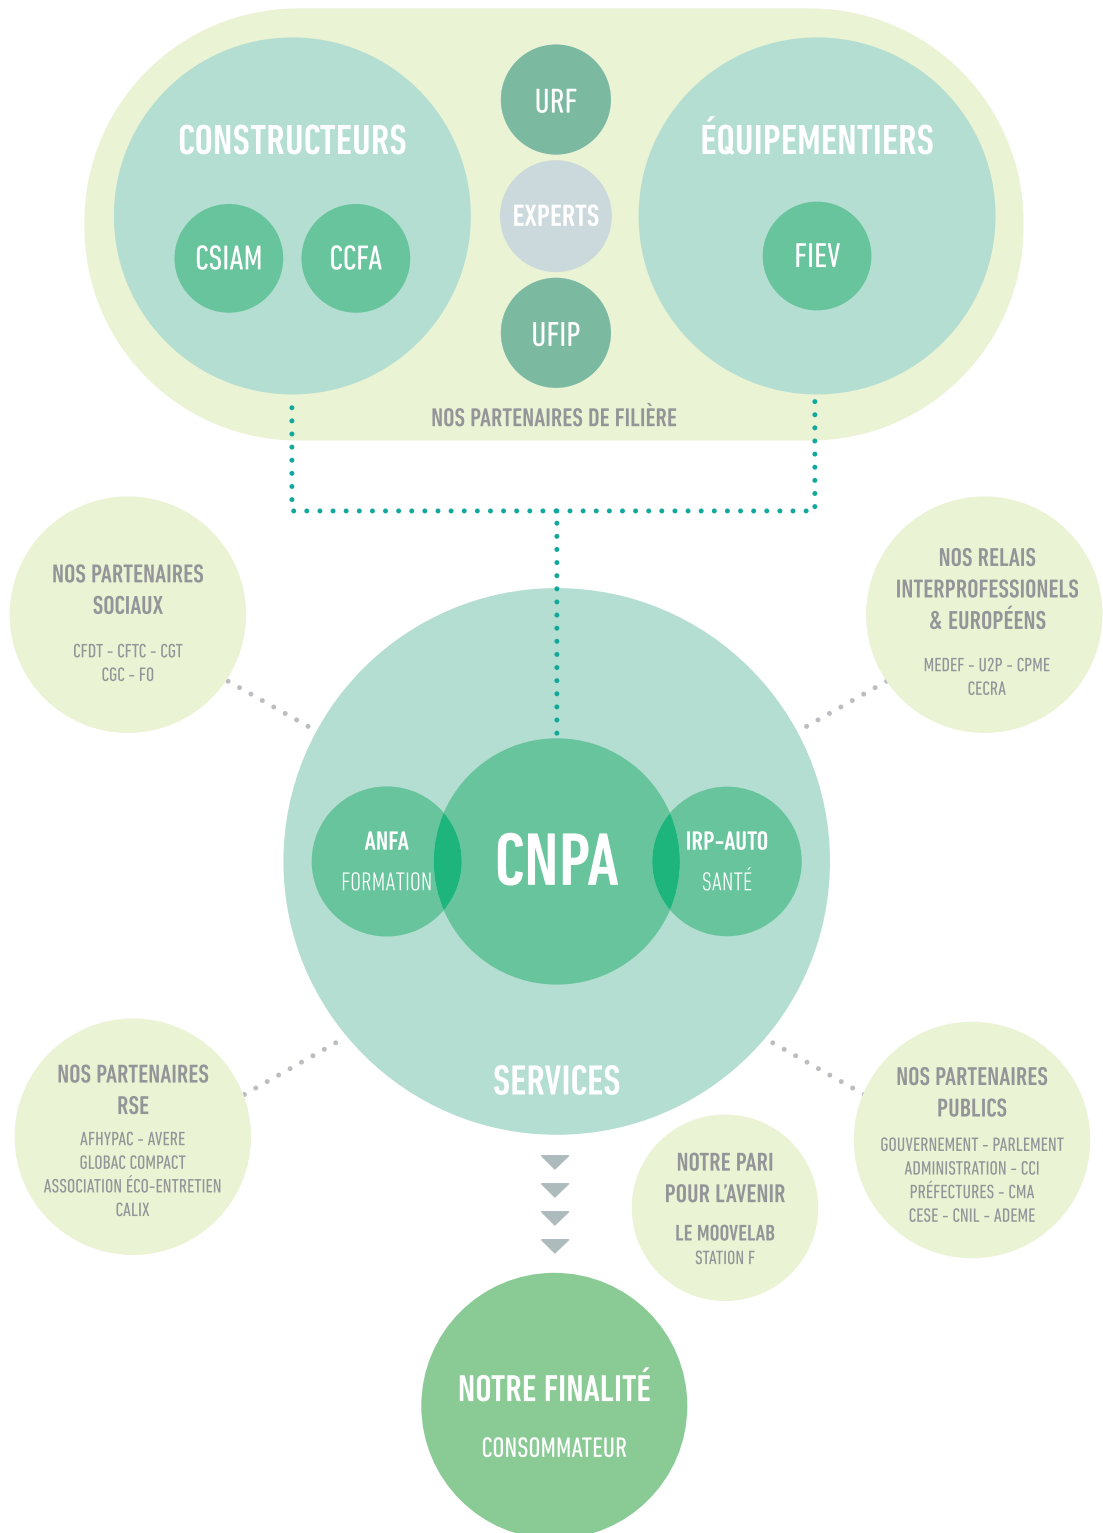 CONSTRUCTEURS
CSIAM
CCFA
URF
EXPERTS
UFIP
ÉQUIPEMENTIERS
FIEV
NOS PARTENAIRES DE FILIÈRE
NOS PARTENAIRES
SOCIAUX
CFDT - CFTC - CGT
CGC - FO
NOS RELAIS
INTERPROFESSIONELS
& EUROPÉENS
MEDEF - U2P - CPME
CECRA
ANFA
FORMATION
CNPA
IRP-AUTO
SANTÉ
SERVICES
NOS PARTENAIRES
RSE
AFHYPAC - AVERE
GLOBAC COMPACT
ASSOCIATION ÉCO-ENTRETIEN
CALIX
NOS PARTENAIRES
PUBLICS
GOUVERNEMENT - PARLEMENT
ADMINISTRATION - CCI
PRÉFECTURES - CMA
CESE - CNIL - ADEME
NOTRE PARI
POUR L'AVENIR
LE MOOVELAB
STATION F
NOTRE FINALITÉ
CONSOMMATEUR